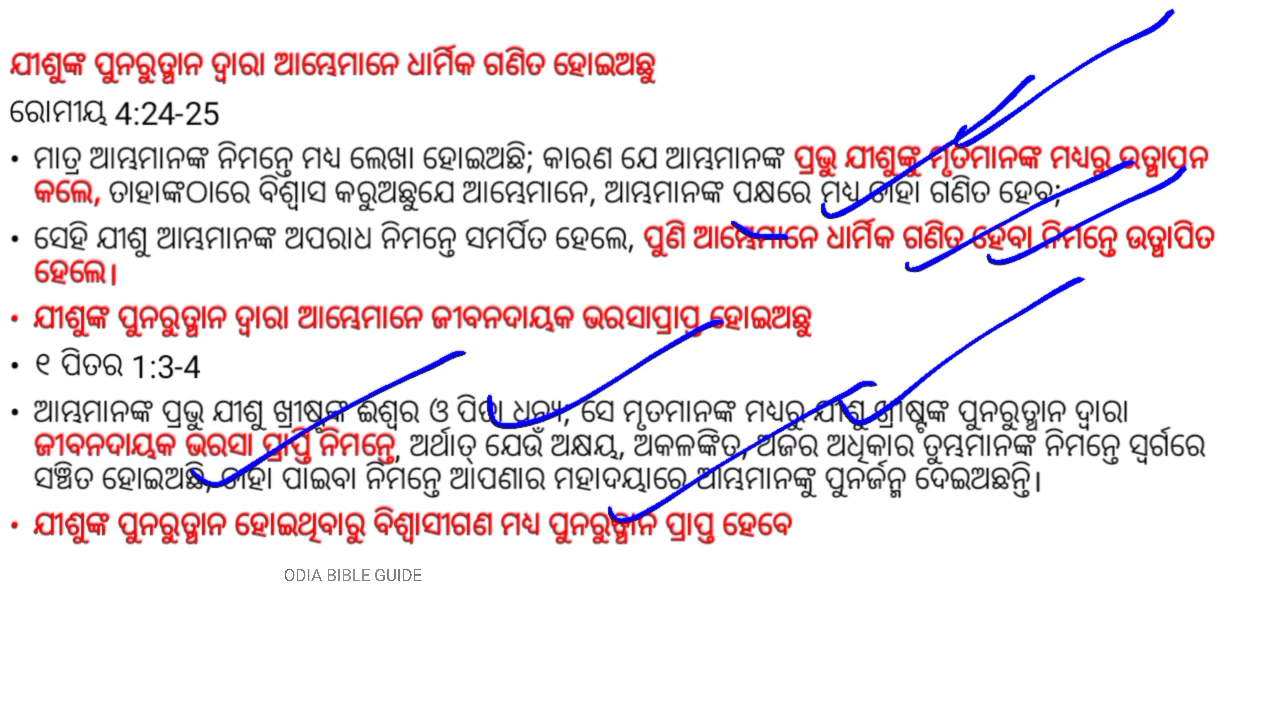 ଯୀଶୁଙ୍କ ପୁନରୁତ୍ଥାନ ଦ୍ୱାରା ଆମ୍ଭେମାନେ ଧାର୍ମିକ ଗଣିତ ହୋଇଅଛୁ
ରୋମୀୟ 4:24-25
• ମାତ୍ର ଆମ୍ଭମାନଙ୍କ ନିମନ୍ତେ ମଧ୍ୟ ଲେଖା ହୋଇଅଛି; କାରଣ ଯେ ଆମ୍ଭମାନଙ୍କ ପ୍ରଭୁ ଯୀଶୁଙ୍କୁ ମୃତମାନଙ୍କ ମଧ୍ୟରୁ ଉତ୍ଥାପନ
କଲେ, ତାହାଙ୍କଠାରେ ବିଶ୍ୱାସ କରୁଅଛୁଯେ ଆମ୍ଭେମାନେ, ଆମ୍ଭମାନଙ୍କ ପକ୍ଷରେ ମଧ୍ୟ ତାହା ଗଣିତ ହେବ;
• ସେହି ଯୀଶୁ ଆମ୍ଭମାନଙ୍କ ଅପରାଧ ନିମନ୍ତେ ସମର୍ପିତ ହେଲେ, ପୁଣି ଆମ୍ଭେମାନେ ଧାର୍ମିକ ଗଣିତ ହେବା ନିମନ୍ତେ ଉତ୍ଥାପିତ
ହେଲେ।
• ଯୀଶୁଙ୍କ ପୁନରୁତ୍ଥାନ ଦ୍ୱାରା ଆମ୍ଭେମାନେ ଜୀବନଦାୟକ ଭରସାପ୍ରାପ୍ତ ହୋଇଅଛୁ
• ୧ ପିତର 1:3-4
• ଆମ୍ଭମାନଙ୍କ ପ୍ରଭୁ ଯୀଶୁ ଖ୍ରୀଷ୍ଟଙ୍କ ଈଶ୍ୱର ଓ ପିତା ଧନ୍ୟ; ସେ ମୃତମାନଙ୍କ ମଧ୍ୟରୁ ଯୀଶୁ ଖ୍ରୀଷ୍ଟଙ୍କ ପୁନରୁତ୍ଥାନ ଦ୍ୱାରା
ଜୀବନଦାୟକ ଭରସା ପ୍ରାପ୍ତି ନିମନ୍ତେ, ଅର୍ଥାତ୍ ଯେଉଁ ଅକ୍ଷୟ, ଅକଳଙ୍କିତ, ଅଜର ଅଧିକାର ତୁମ୍ଭମାନଙ୍କ ନିମନ୍ତେ ସ୍ୱର୍ଗରେ
ସଞ୍ଚିତ ହୋଇଅଛି, ତାହା ପାଇବା ନିମନ୍ତେ ଆପଣାର ମହାଦୟାରେ ଆମ୍ଭମାନଙ୍କୁ ପୁନର୍ଜନ୍ମ ଦେଇଅଛନ୍ତି।
• ଯୀଶୁଙ୍କ ପୁନରୁତ୍ଥାନ ହୋଇଥିବାରୁ ବିଶ୍ୱାସୀଗଣ ମଧ୍ୟ ପୁନରୁତ୍ଥାନ ପ୍ରାପ୍ତ ହେବେ
ODIA BIBLE GUIDE